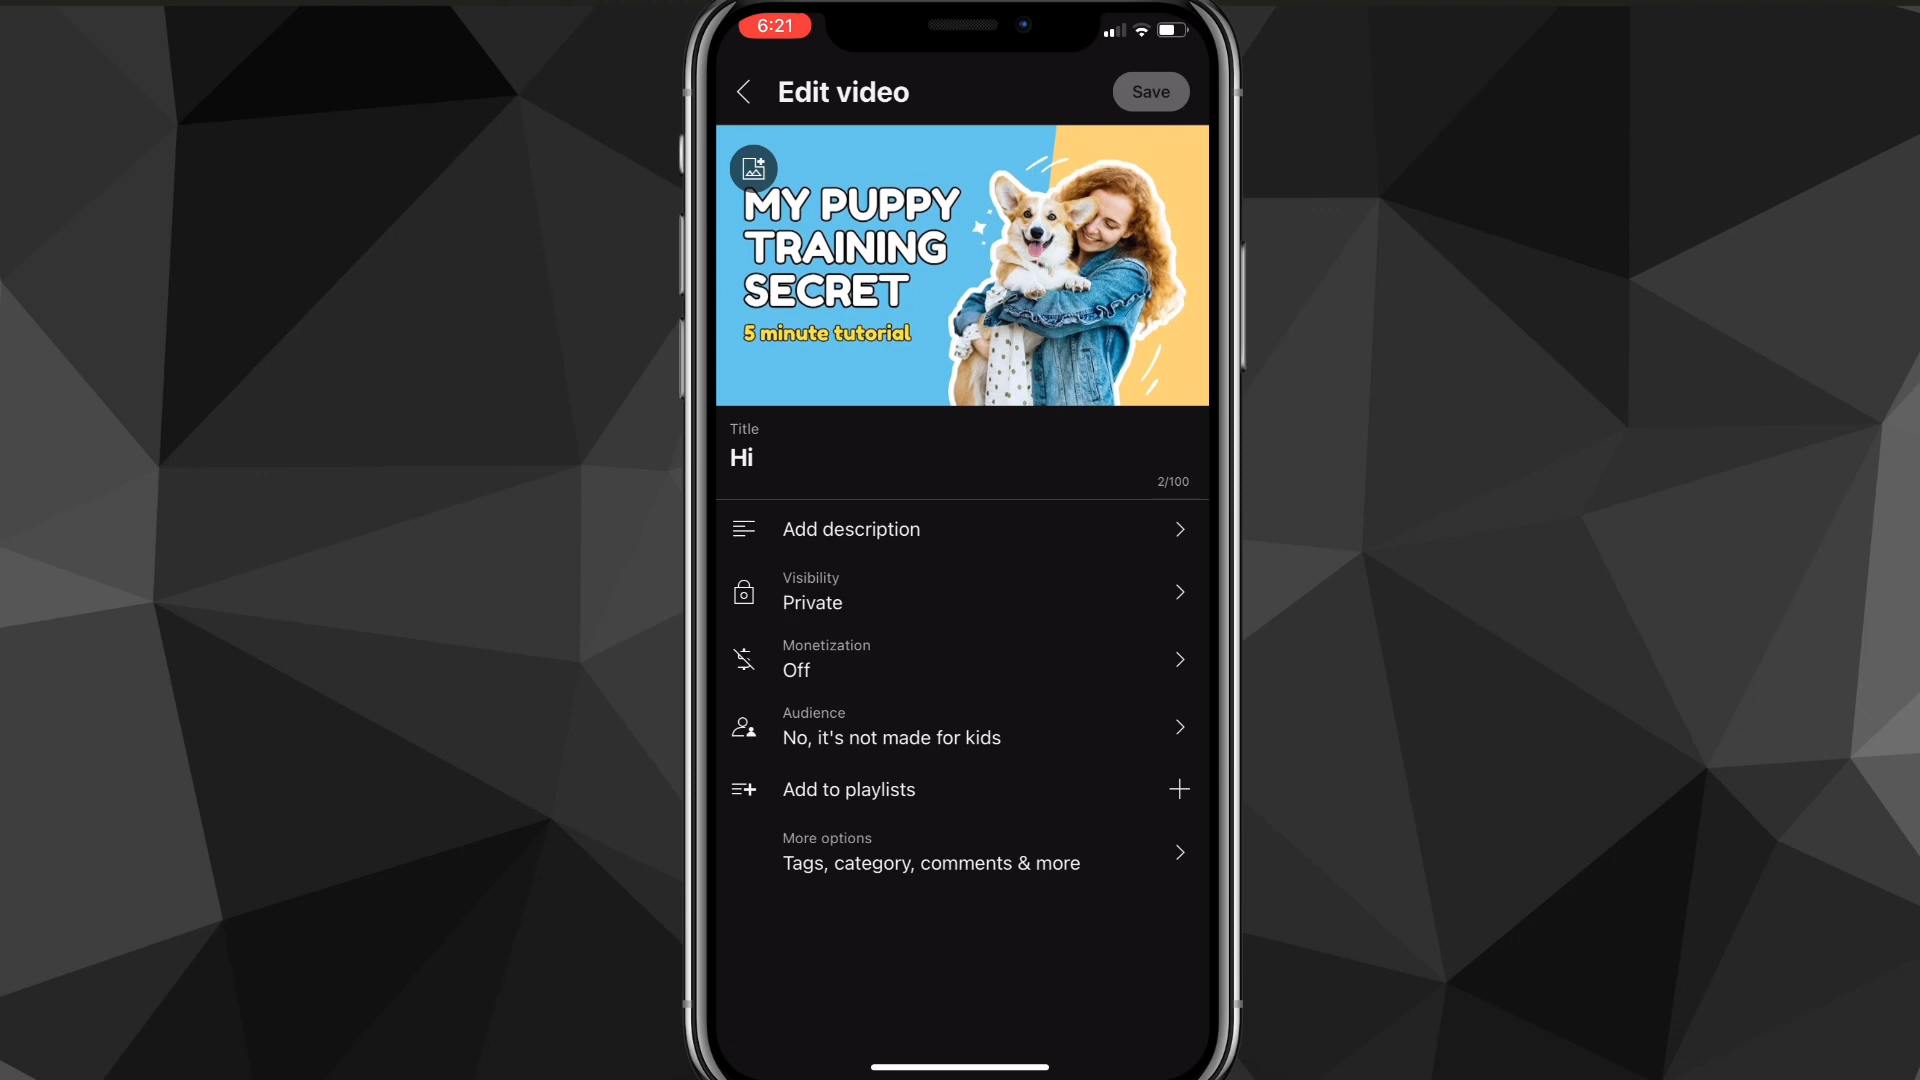 6:21
Edit video
Save
MY PUPPY
TRAINING
SECRET
5 minute tutorial
Title
Hi
2/100
Add description
Visibility
Private
Monetization
Off
Audience
No, it's not made for kids
Add to playlists
More options
Tags, category, comments & more